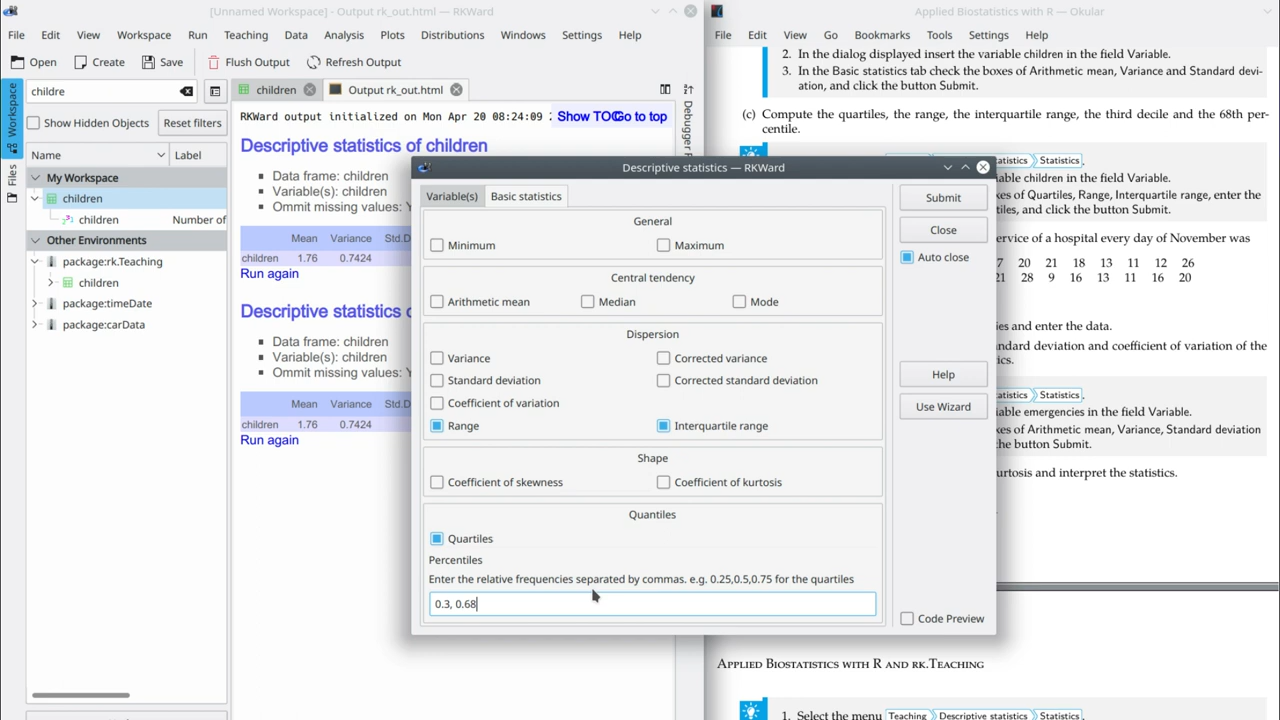 [Unnamed Workspace] - Output rk_out.html — RKWard
File Edit View Workspace Run Teaching Data Analysis Plots Distributions Windows Settings Help
Open Create Save Flush Output Refresh Output
Workspace
Files
childre
Show Hidden Objects Reset filters
Name Label
My Workspace
children
children Number of
Other Environments
package:rk.Teaching
children
package:timeDate
package:carData
children Output rk_out.html
RKWard output initialized on Mon Apr 20 08:24:09
Show TOC
Go to top
Descriptive statistics of children
Data frame: children
Variable(s): children
Ommit missing values: Y
Mean Variance Std.D
children 1.76 0.7424
Run again
Descriptive statistics
Data frame: children
Variable(s): children
Ommit missing values: Y
Mean Variance Std.D
children 1.76 0.7424
Run again
Debugger
Descriptive statistics — RKWard
Variable(s) Basic statistics
General
Minimum Maximum
Central tendency
Arithmetic mean Median Mode
Dispersion
Variance Corrected variance
Standard deviation Corrected standard deviation
Coefficient of variation
Range Interquartile range
Shape
Coefficient of skewness Coefficient of kurtosis
Quantiles
Quartiles
Percentiles
Enter the relative frequencies separated by commas. e.g. 0.25,0.5,0.75 for the quartiles
0.3, 0.68
Submit
Close
Auto close
Help
Use Wizard
Code Preview
Applied Biostatistics with R — Okular
File Edit View Go Bookmarks Tools Settings Help
2. In the dialog displayed insert the variable children in the field Variable.
3. In the Basic statistics tab check the boxes of Arithmetic mean, Variance and Standard devi-
ation, and click the button Submit.
(c) Compute the quartiles, the range, the interquartile range, the third decile and the 68th per-
centile.
tatistics Statistics.
iable children in the field Variable.
xes of Quartiles, Range, Interquartile range, enter the
tiles, and click the button Submit.
ervice of a hospital every day of November was
7 20 21 18 13 11 12 26
21 28 9 16 13 11 16 20
ies and enter the data.
ndard deviation and coefficient of variation of the
ics.
tatistics Statistics.
iable emergencies in the field Variable.
xes of Arithmetic mean, Variance, Standard deviation
the button Submit.
urtosis and interpret the statistics.
Applied Biostatistics with R and rk.Teaching
1. Select the menu Teaching Descriptive statistics Statistics.